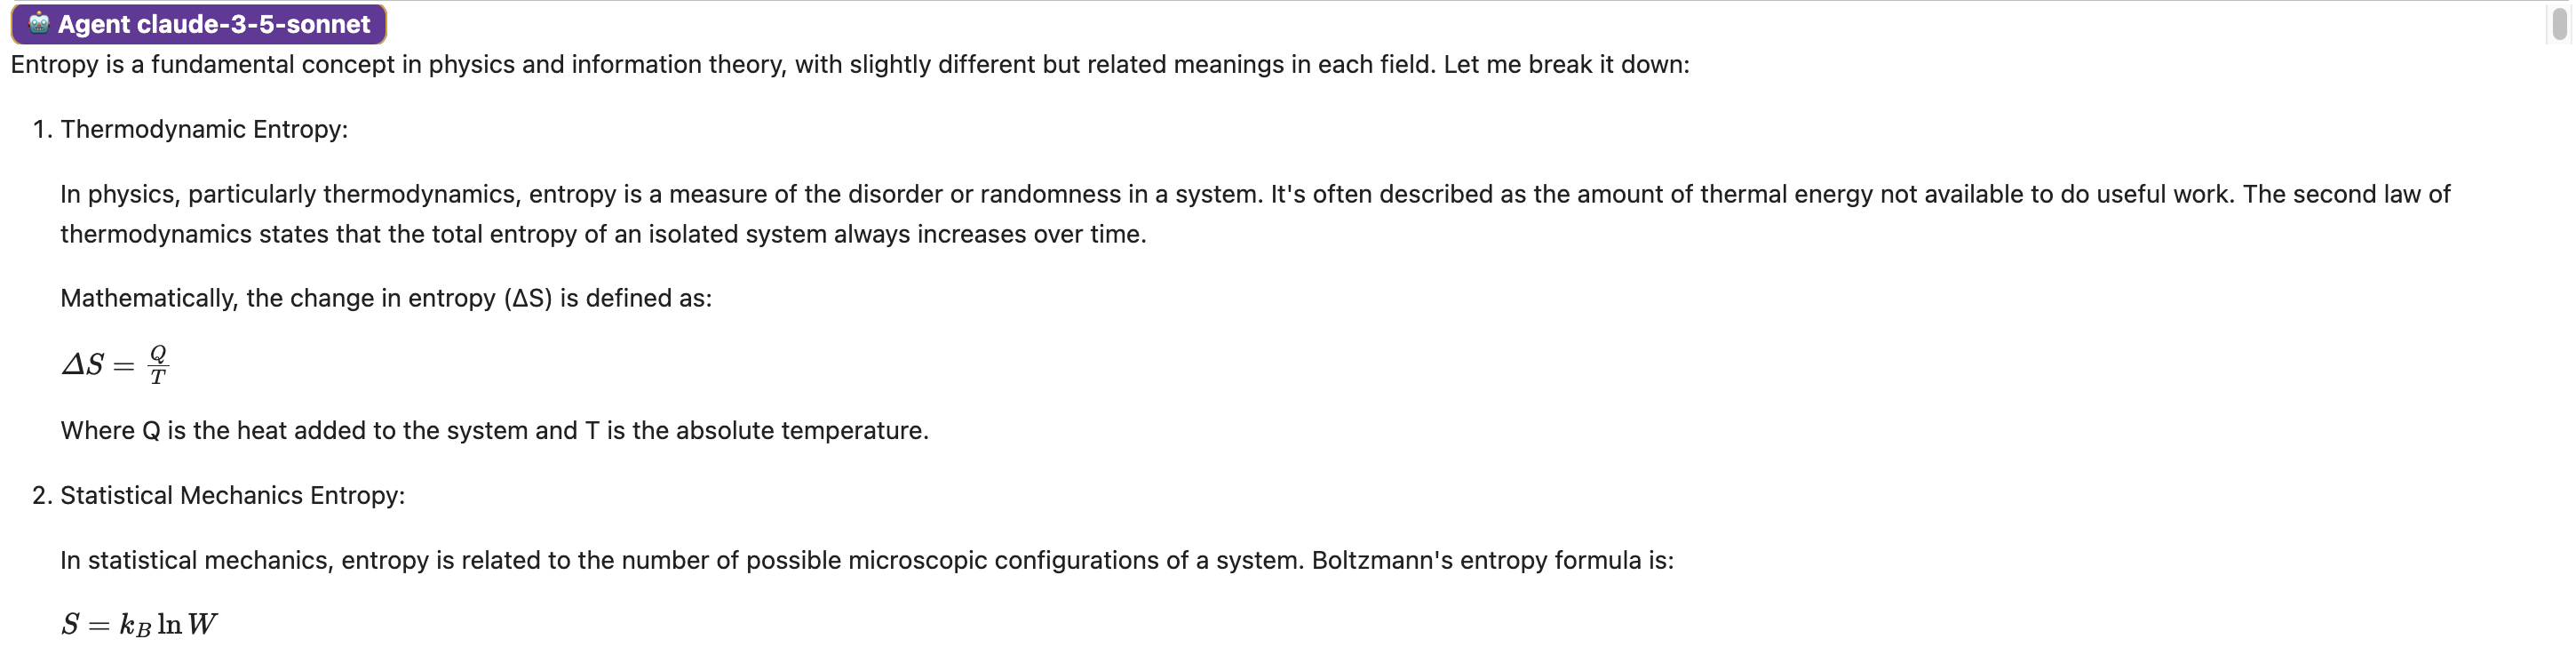 🤖 Agent claude-3-5-sonnet
Entropy is a fundamental concept in physics and information theory, with slightly different but related meanings in each field. Let me break it down:
1. Thermodynamic Entropy:
In physics, particularly thermodynamics, entropy is a measure of the disorder or randomness in a system. It's often described as the amount of thermal energy not available to do useful work. The second law of
thermodynamics states that the total entropy of an isolated system always increases over time.
Mathematically, the change in entropy (ΔS) is defined as:
ΔS = Q/T
Where Q is the heat added to the system and T is the absolute temperature.
2. Statistical Mechanics Entropy:
In statistical mechanics, entropy is related to the number of possible microscopic configurations of a system. Boltzmann's entropy formula is:
S = k_B ln W